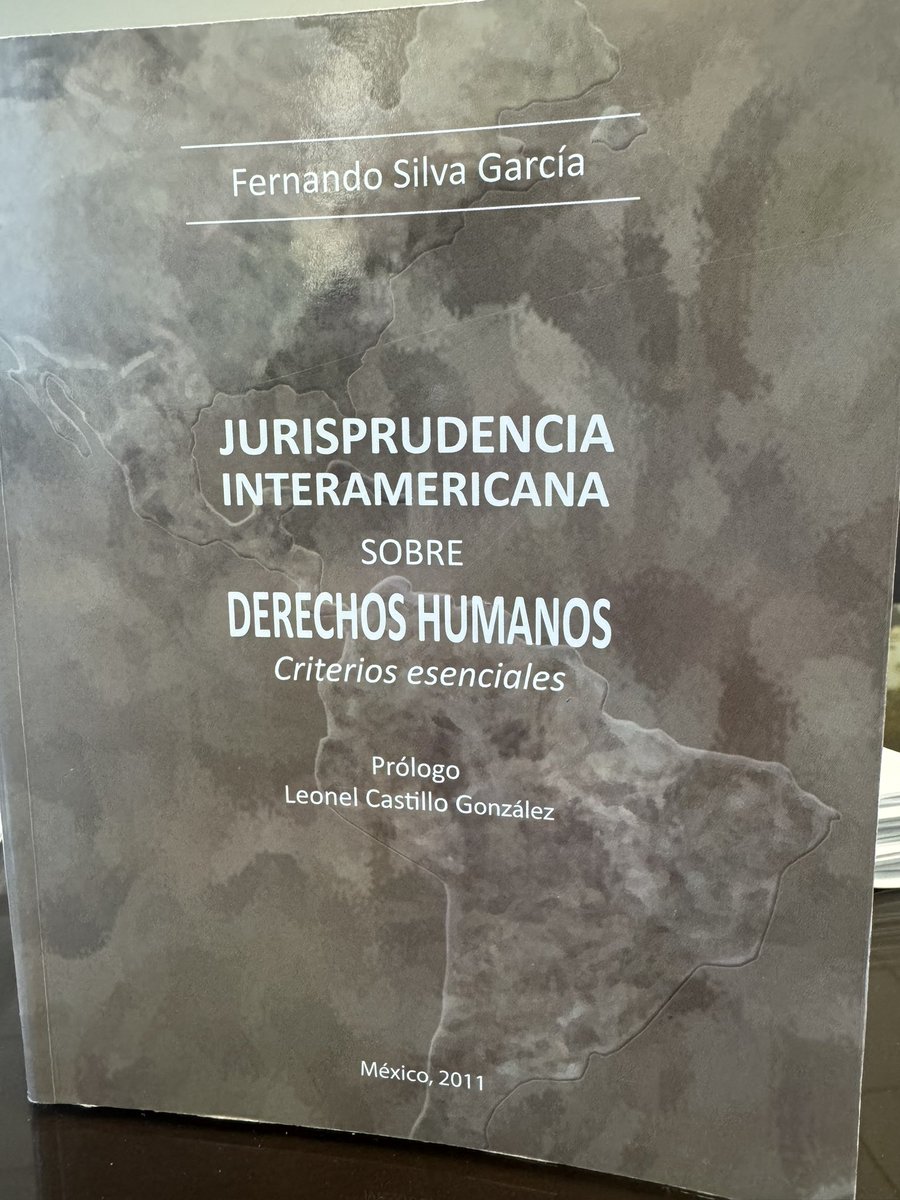 Fernando Silva García
JURISPRUDENCIA
INTERAMERICANA
SOBRE
DERECHOS HUMANOS
Criterios esenciales
Prólogo
Leonel Castillo González
México, 2011